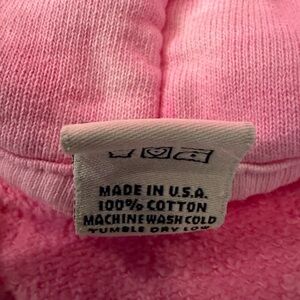 MADE IN U.S.A.
100% COTTON
MACHINE WASH COLD
TUMBLE DRY LOW